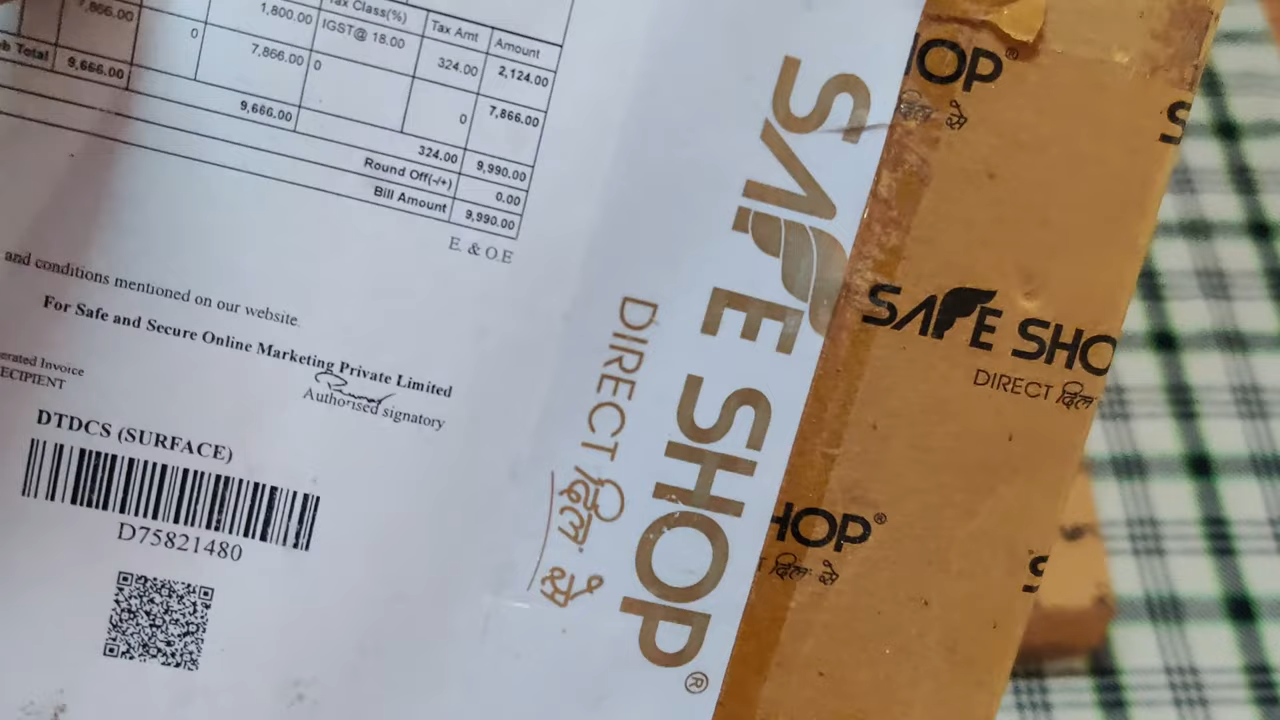 7,866.00
1,800.00
Tax Class(%)
IGST@ 18.00
Tax Amt
324.00
Amount
2,124.00
0
7,866.00
0
0
7,866.00
Total
9,666.00
9,666.00
324.00
9,990.00
Round Off(-/+)
0.00
Bill Amount
9,990.00
E. & O.E
and conditions mentioned on our website.
For Safe and Secure Online Marketing Private Limited
Authorised signatory
erated Invoice
ECIPIENT
DTDCS (SURFACE)
D75821480
SAFE SHOP®
DIRECT दिल से
HOP®
दिल से
S
SAFE SHO
DIRECT दिल
HOP®
दिल से
S